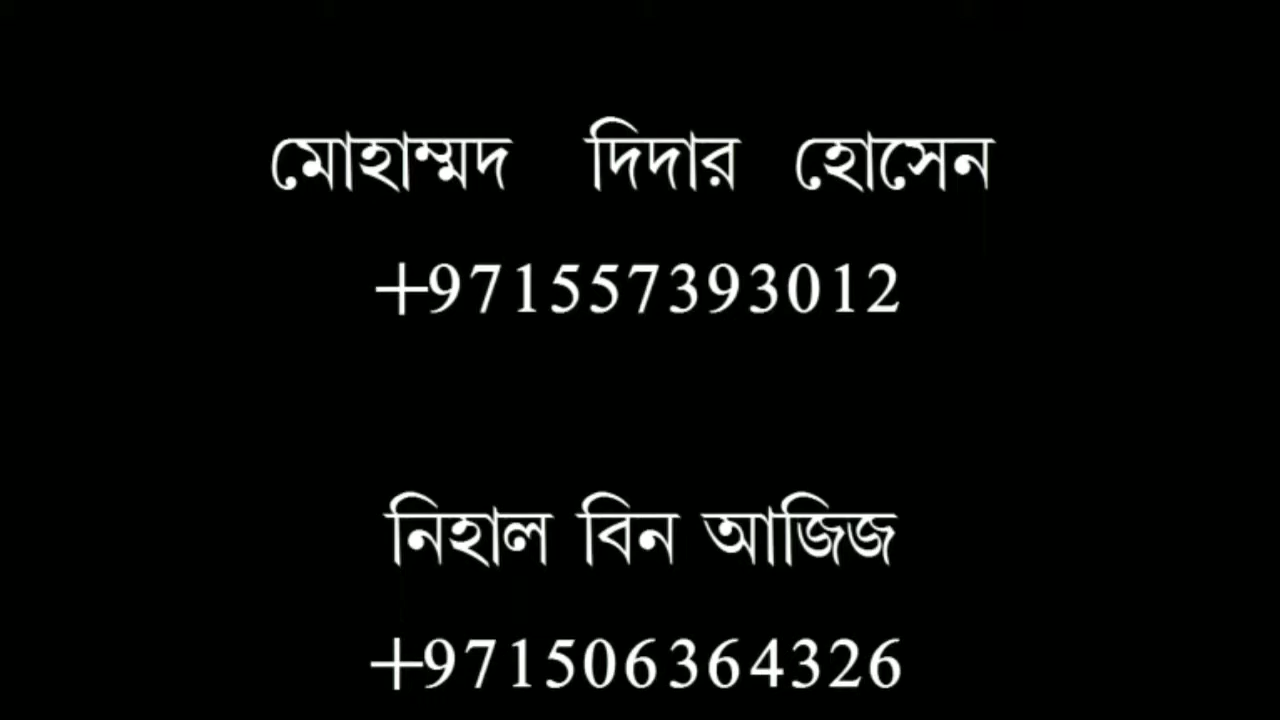 মোহাম্মদ দিদার হোসেন
+971557393012
নিহাল বিন আজিজ
+971506364326